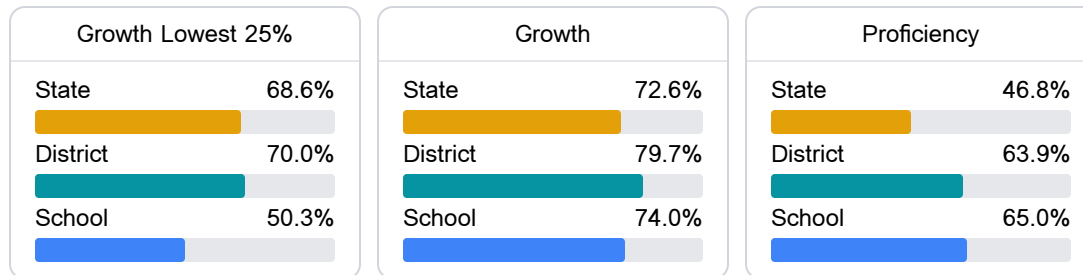 Growth Lowest 25%
State 68.6%
District 70.0%
School 50.3%
Growth
State 72.6%
District 79.7%
School 74.0%
Proficiency
State 46.8%
District 63.9%
School 65.0%